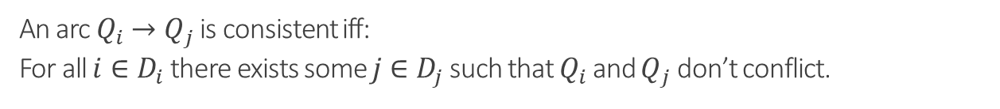 An arc Qᵢ → Qⱼ is consistent iff:
For all i ∈ Dᵢ there exists some j ∈ Dⱼ such that Qᵢ and Qⱼ don’t conflict.